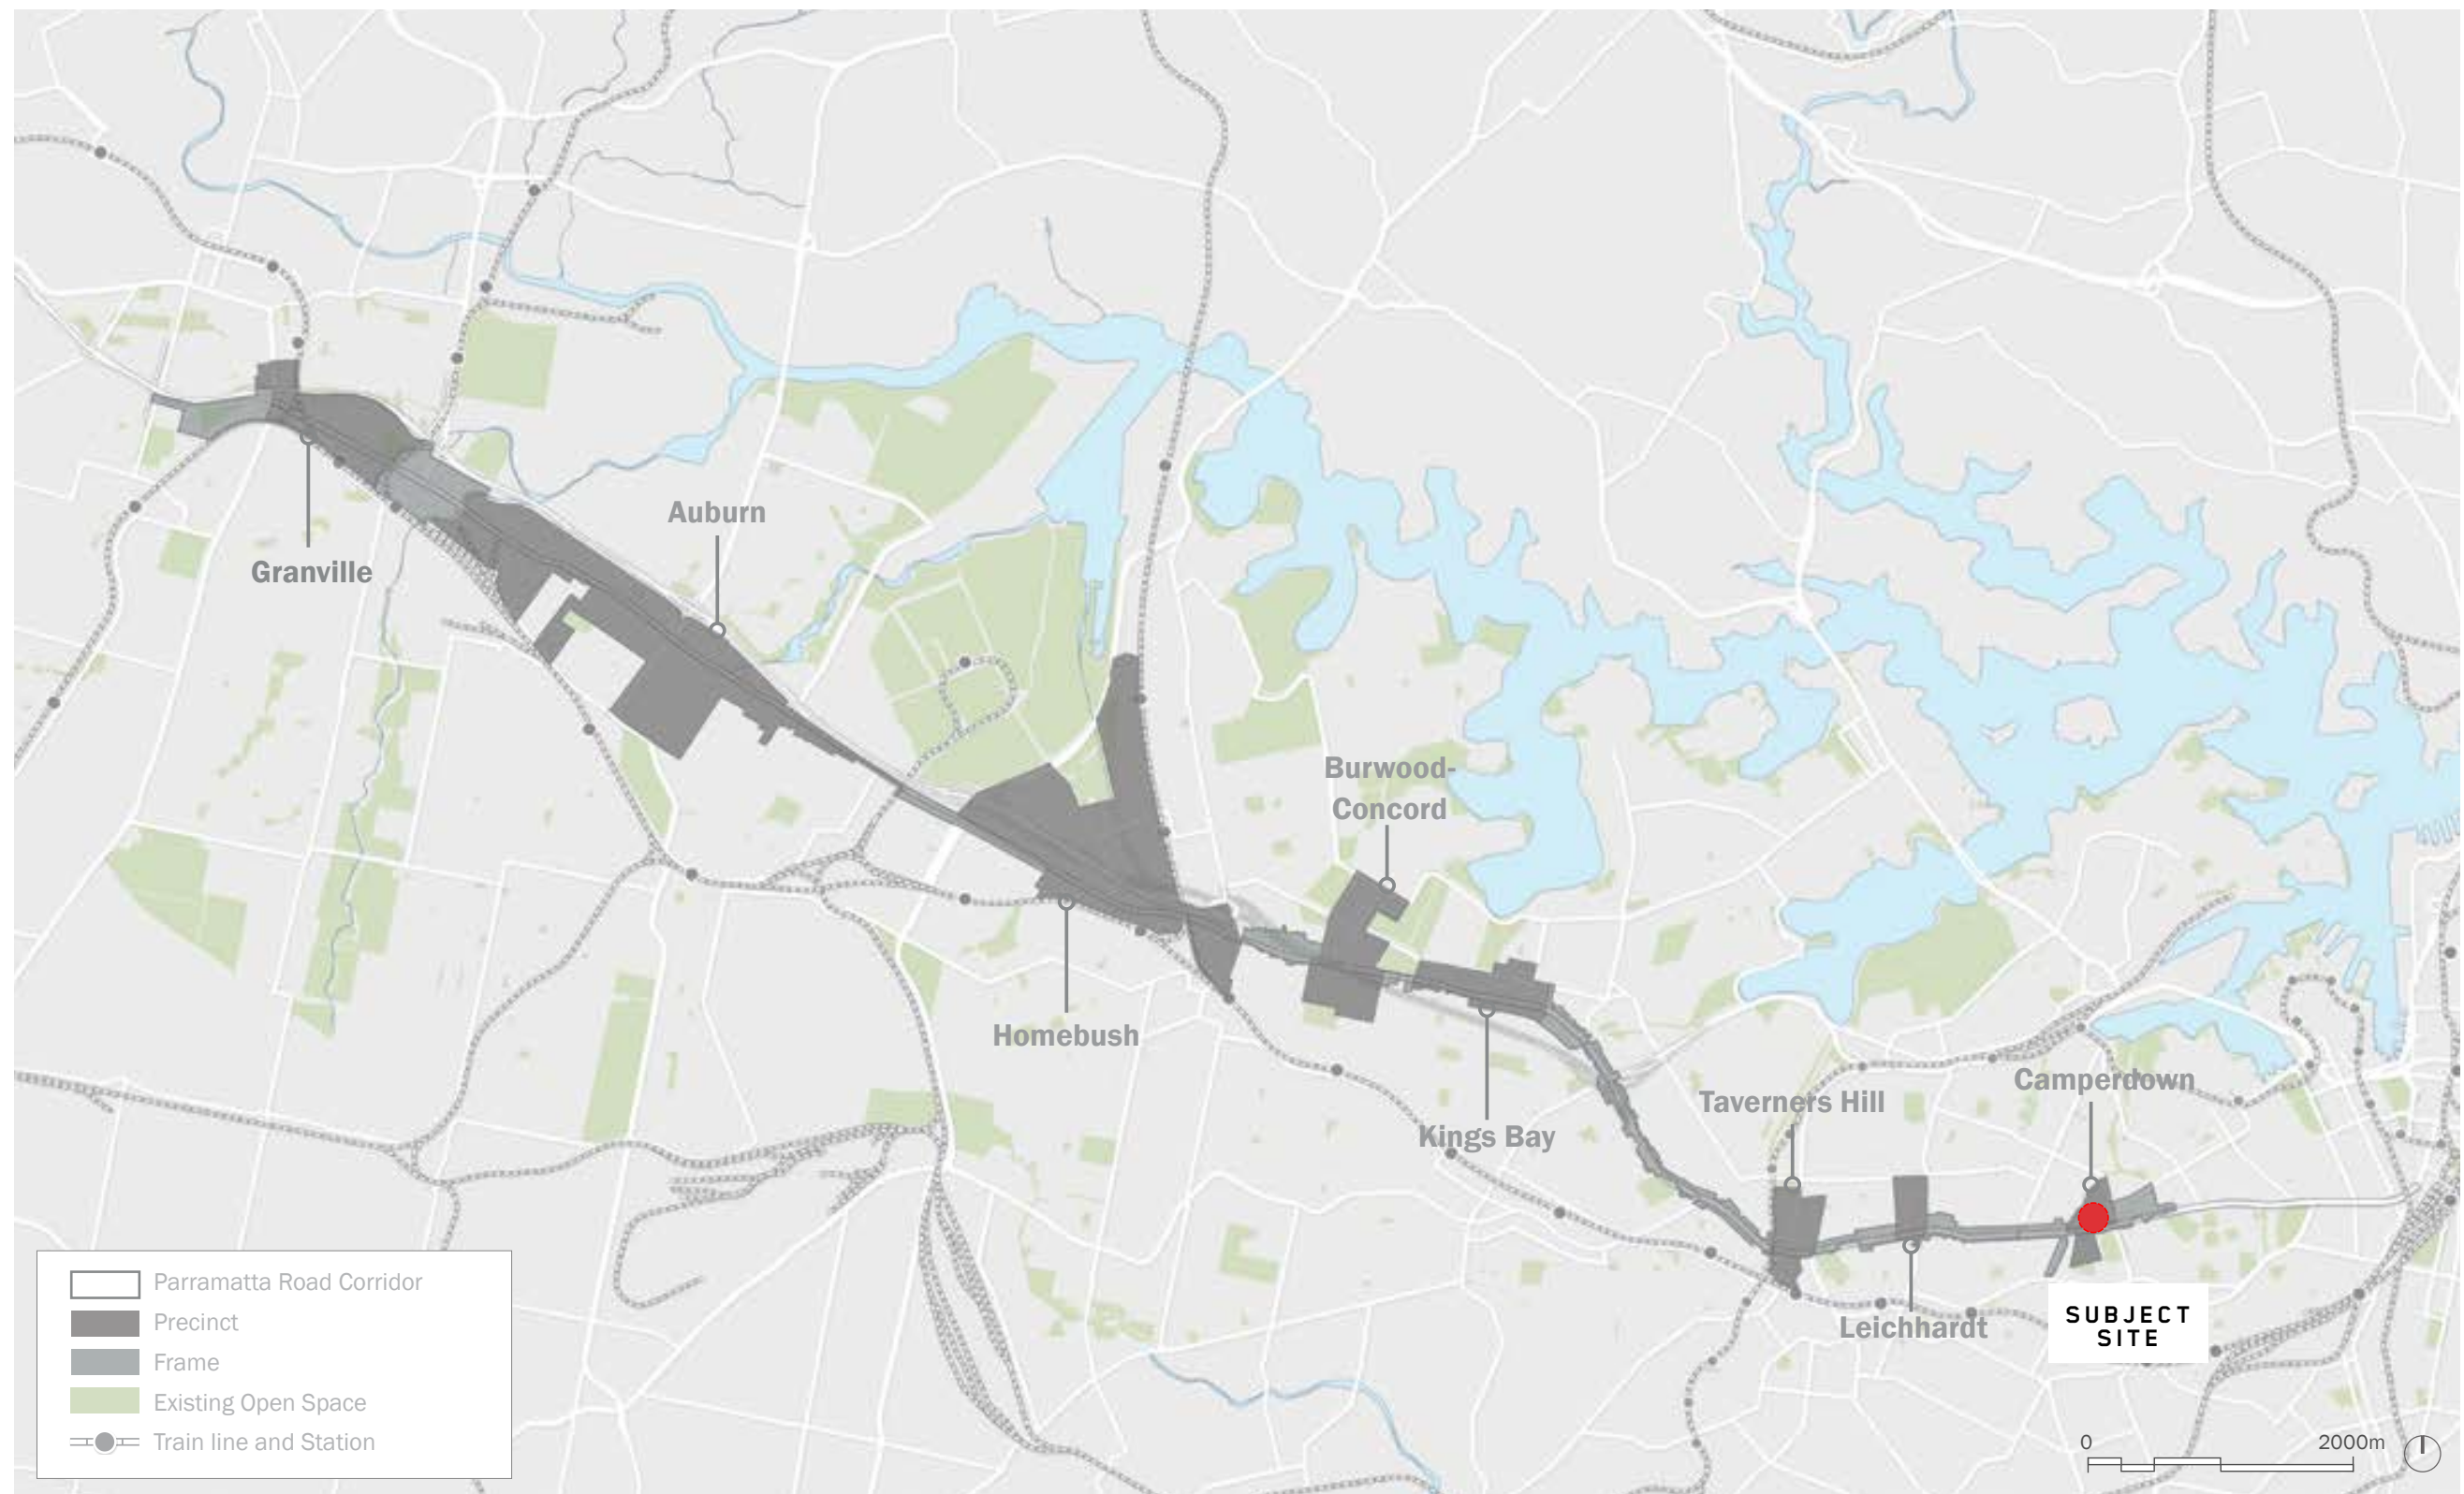 Auburn
Granville
Burwood-
Concord
Homebush
Kings Bay
Taverners Hill
Camperdown
Leichhardt
SUBJECT
SITE
Parramatta Road Corridor
Precinct
Frame
Existing Open Space
Train line and Station
0 2000m